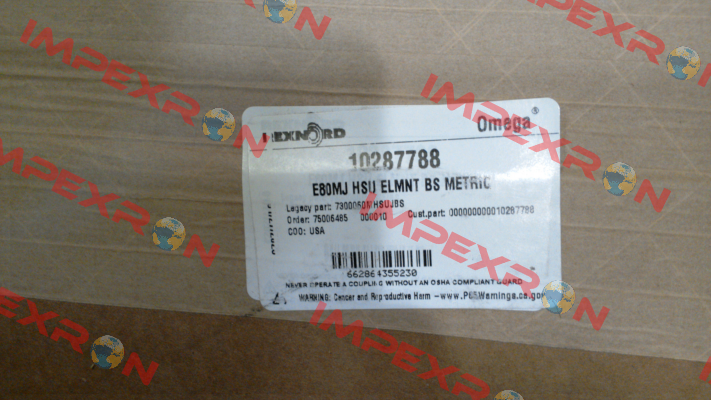 REXNORD
Omega®
10287788
E80MJ HSU ELMNT BS METRIC
Legacy part: 7300060MHSUJBS
Order: 75006485 000010 Cust.part: 000000000010287788
COO: USA
662864355230
NEVER OPERATE A COUPLING WITHOUT AN OSHA COMPLIANT GUARD
WARNING: Cancer and Reproductive Harm -www.P65Warnings.ca.gov
IMPEXRON
IMPEXRON
IMPEXRON
IMPEXRON
IMPEXRON
IMPEXRON
IMPEXRON